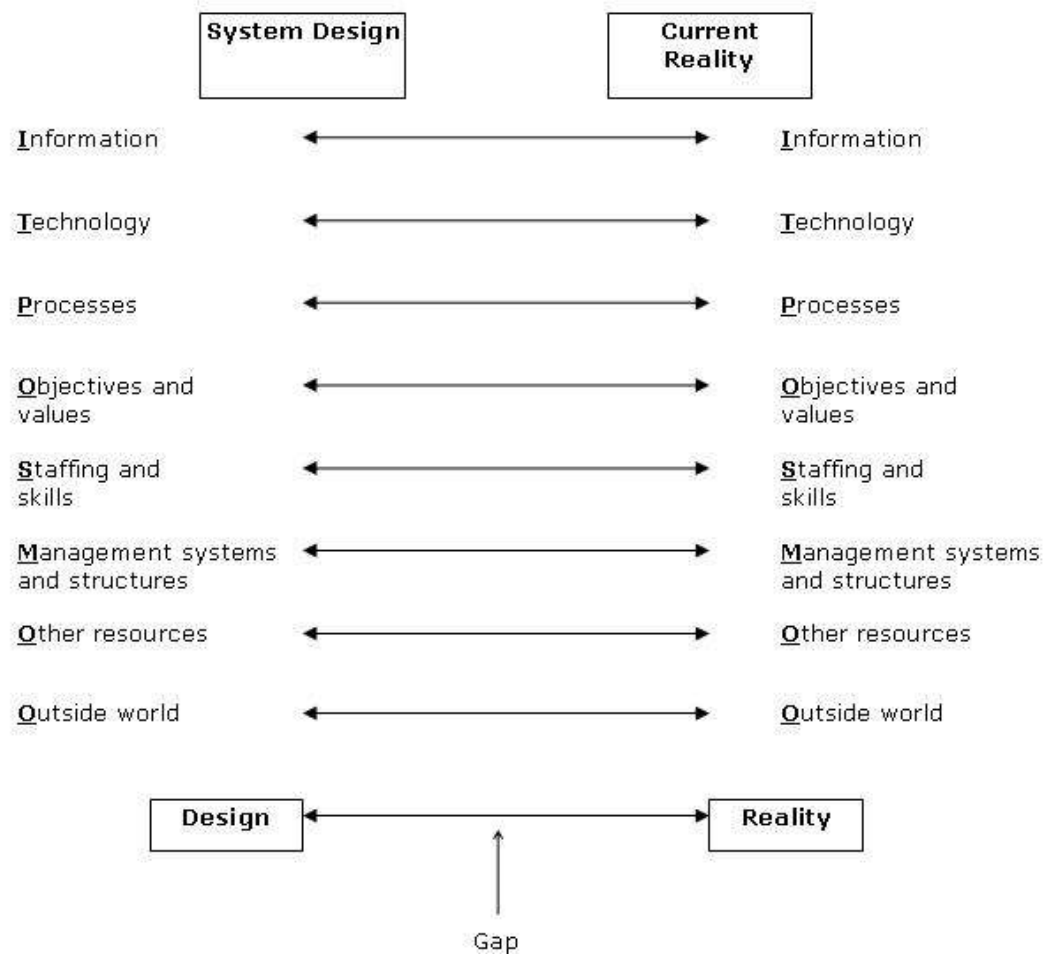 System Design
Current
Reality
Information
Information
Technology
Technology
Processes
Processes
Objectives and
values
Objectives and
values
Staffing and
skills
Staffing and
skills
Management systems
and structures
Management systems
and structures
Other resources
Other resources
Outside world
Outside world
Design
Reality
Gap